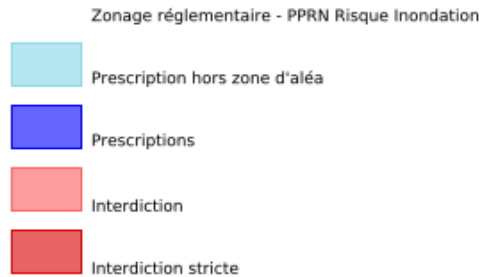 Zonage réglementaire - PPRN Risque Inondation
Prescription hors zone d'aléa
Prescriptions
Interdiction
Interdiction stricte